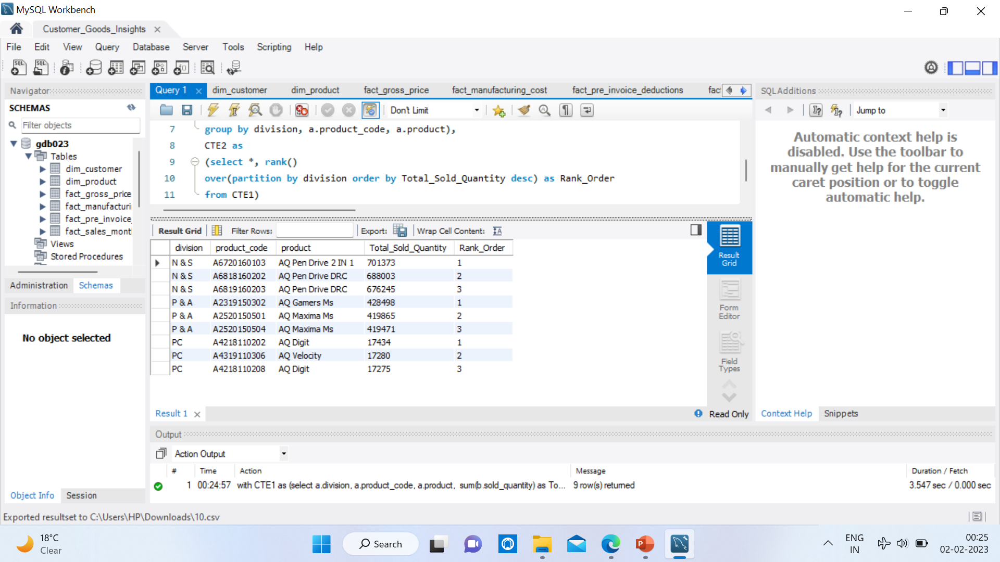 MySQL Workbench
Customer_Goods_Insights
File Edit View Query Database Server Tools Scripting Help
Navigator
SCHEMAS
Filter objects
gdb023
Tables
dim_customer
dim_product
fact_gross_price
fact_manufacturi
fact_pre_invoice_
fact_sales_mont
Views
Stored Procedures
Administration Schemas
Information
No object selected
Object Info Session
Query 1 dim_customer dim_product fact_gross_price fact_manufacturing_cost fact_pre_invoice_deductions fac
Don't Limit
7 group by division, a.product_code, a.product),
8 CTE2 as
9 (select *, rank()
10 over(partition by division order by Total_Sold_Quantity desc) as Rank_Order
11 from CTE1)
Result Grid Filter Rows: Export: Wrap Cell Content:
division product_code product Total_Sold_Quantity Rank_Order
N & S A6720160103 AQ Pen Drive 2 IN 1 701373 1
N & S A6818160202 AQ Pen Drive DRC 688003 2
N & S A6819160203 AQ Pen Drive DRC 676245 3
P & A A2319150302 AQ Gamers Ms 428498 1
P & A A2520150501 AQ Maxima Ms 419865 2
P & A A2520150504 AQ Maxima Ms 419471 3
PC A4218110202 AQ Digit 17434 1
PC A4319110306 AQ Velocity 17280 2
PC A4218110208 AQ Digit 17275 3
Result Grid
Form Editor
Field Types
Result 1
Read Only
SQLAdditions
Jump to
Automatic context help is
disabled. Use the toolbar to
manually get help for the current
caret position or to toggle
automatic help.
Context Help Snippets
Output
Action Output
# Time Action Message Duration / Fetch
1 00:24:57 with CTE1 as (select a.division, a.product_code, a.product, sum(b.sold_quantity) as To... 9 row(s) returned 3.547 sec / 0.000 sec
Exported resultset to C:\Users\HP\Downloads\10.csv
18°C
Clear
Search
ENG
IN
00:25
02-02-2023